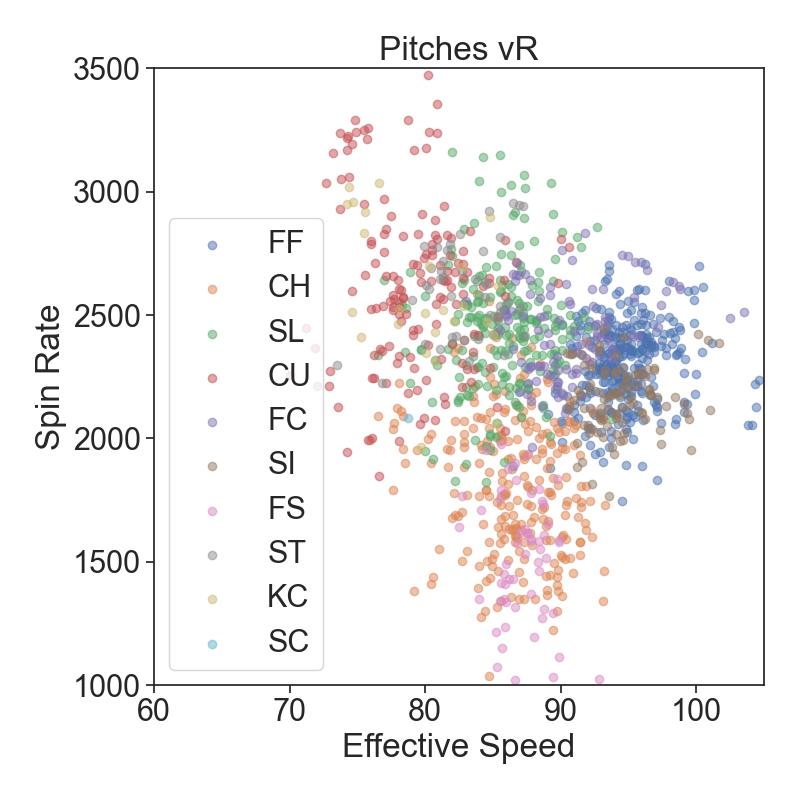 Pitches vR
3500
3000
2500
2000
1500
1000
Spin Rate
FF
CH
SL
CU
FC
SI
FS
ST
KC
SC
60 70 80 90 100
Effective Speed